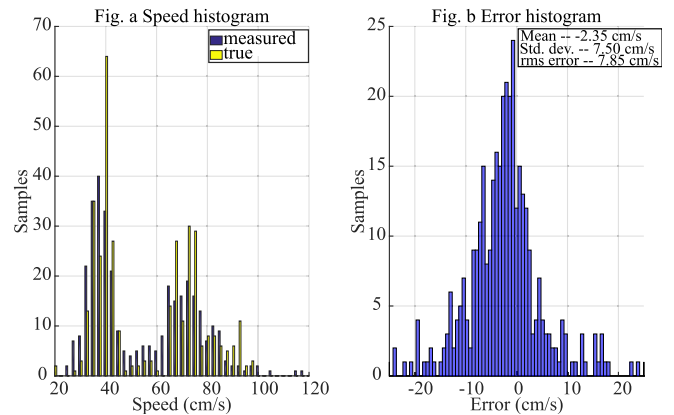 Fig. a Speed histogram
70
60
50
40
30
20
10
0
Samples
measured
true
20 40 60 80 100 120
Speed (cm/s)
Fig. b Error histogram
25
20
15
10
5
0
Samples
Mean -- -2.35 cm/s
Std. dev. -- 7.50 cm/s
rms error -- 7.85 cm/s
-20 -10 0 10 20
Error (cm/s)